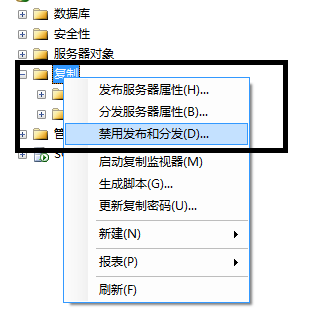 数据库
安全性
服务器对象
复制
发布服务器属性(H)...
分发服务器属性(B)...
禁用发布和分发(D)...
启动复制监视器(M)
生成脚本(G)...
更新复制密码(U)...
新建(N)
报表(P)
刷新(F)